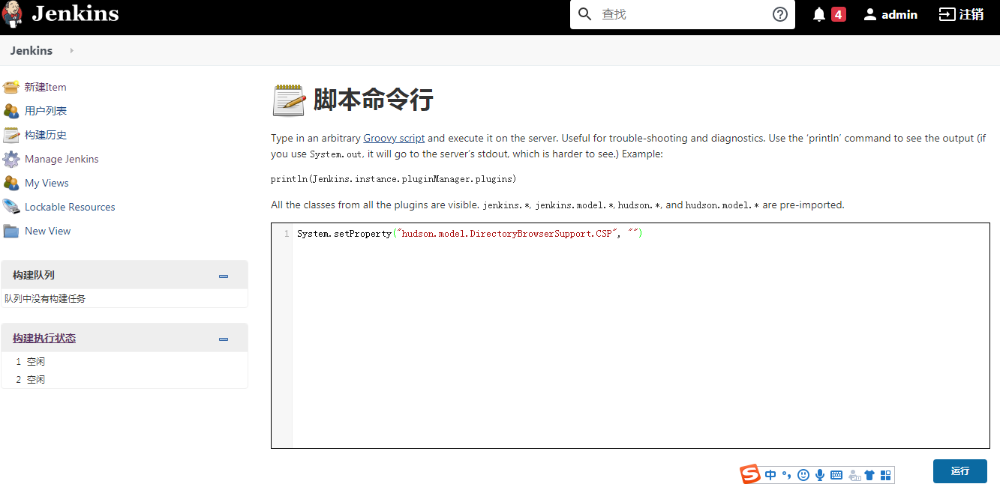 Jenkins
查找
4
admin
注销
Jenkins
新建Item
用户列表
构建历史
Manage Jenkins
My Views
Lockable Resources
New View
构建队列
队列中没有构建任务
构建执行状态
1 空闲
2 空闲
脚本命令行
Type in an arbitrary Groovy script and execute it on the server. Useful for trouble-shooting and diagnostics. Use the ‘println’ command to see the output (if
you use System.out, it will go to the server’s stdout, which is harder to see.) Example:
println(Jenkins.instance.pluginManager.plugins)
All the classes from all the plugins are visible. jenkins.*, jenkins.model.*, hudson.*, and hudson.model.* are pre-imported.
1 System.setProperty("hudson.model.DirectoryBrowserSupport.CSP", "")
S 中 °,
运行